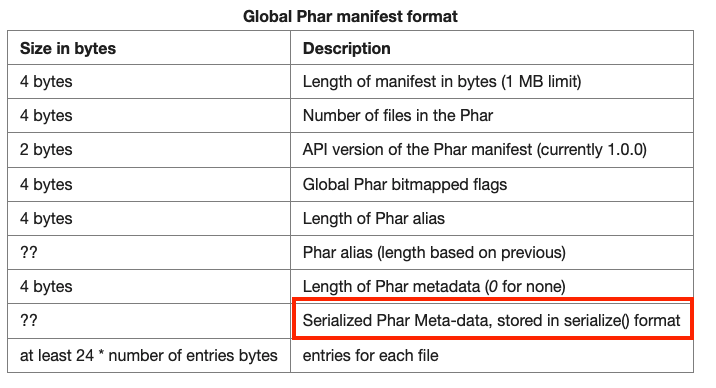 Global Phar manifest format
Size in bytes Description
4 bytes Length of manifest in bytes (1 MB limit)
4 bytes Number of files in the Phar
2 bytes API version of the Phar manifest (currently 1.0.0)
4 bytes Global Phar bitmapped flags
4 bytes Length of Phar alias
?? Phar alias (length based on previous)
4 bytes Length of Phar metadata (0 for none)
?? Serialized Phar Meta-data, stored in serialize() format
at least 24 * number of entries bytes entries for each file